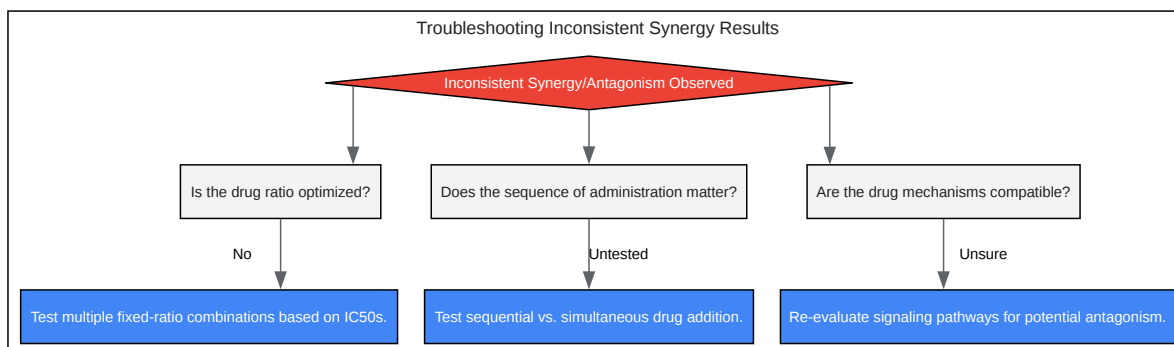 Troubleshooting Inconsistent Synergy Results
Inconsistent Synergy/Antagonism Observed
Is the drug ratio optimized?
Does the sequence of administration matter?
Are the drug mechanisms compatible?
No
Untested
Unsure
Test multiple fixed-ratio combinations based on IC50s.
Test sequential vs. simultaneous drug addition.
Re-evaluate signaling pathways for potential antagonism.